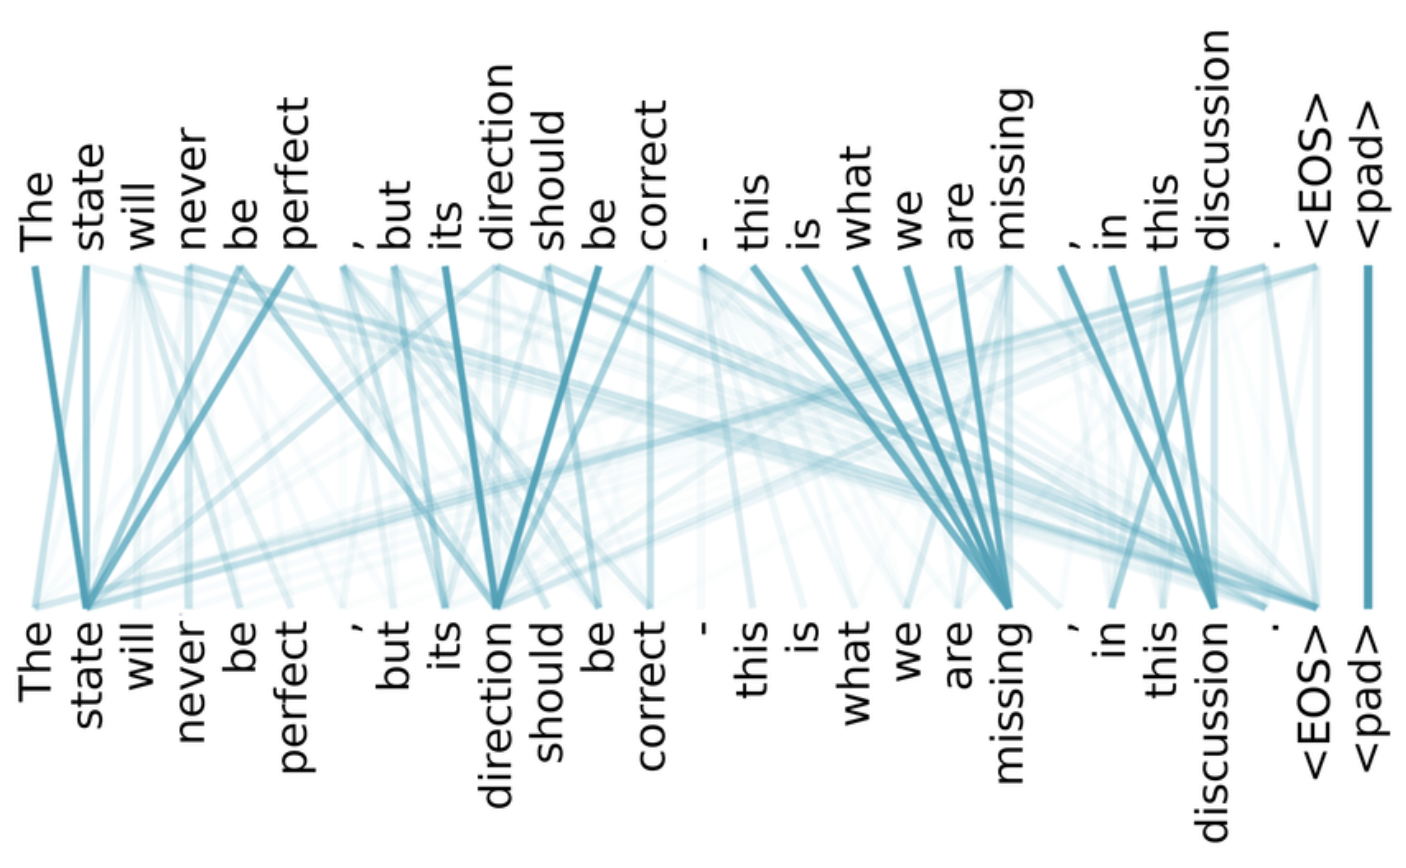 The state will never be perfect , but its direction should be correct - this is what we are missing , in this discussion . <EOS> <pad>
The state will never be perfect , but its direction should be correct - this is what we are missing , in this discussion . <EOS> <pad>